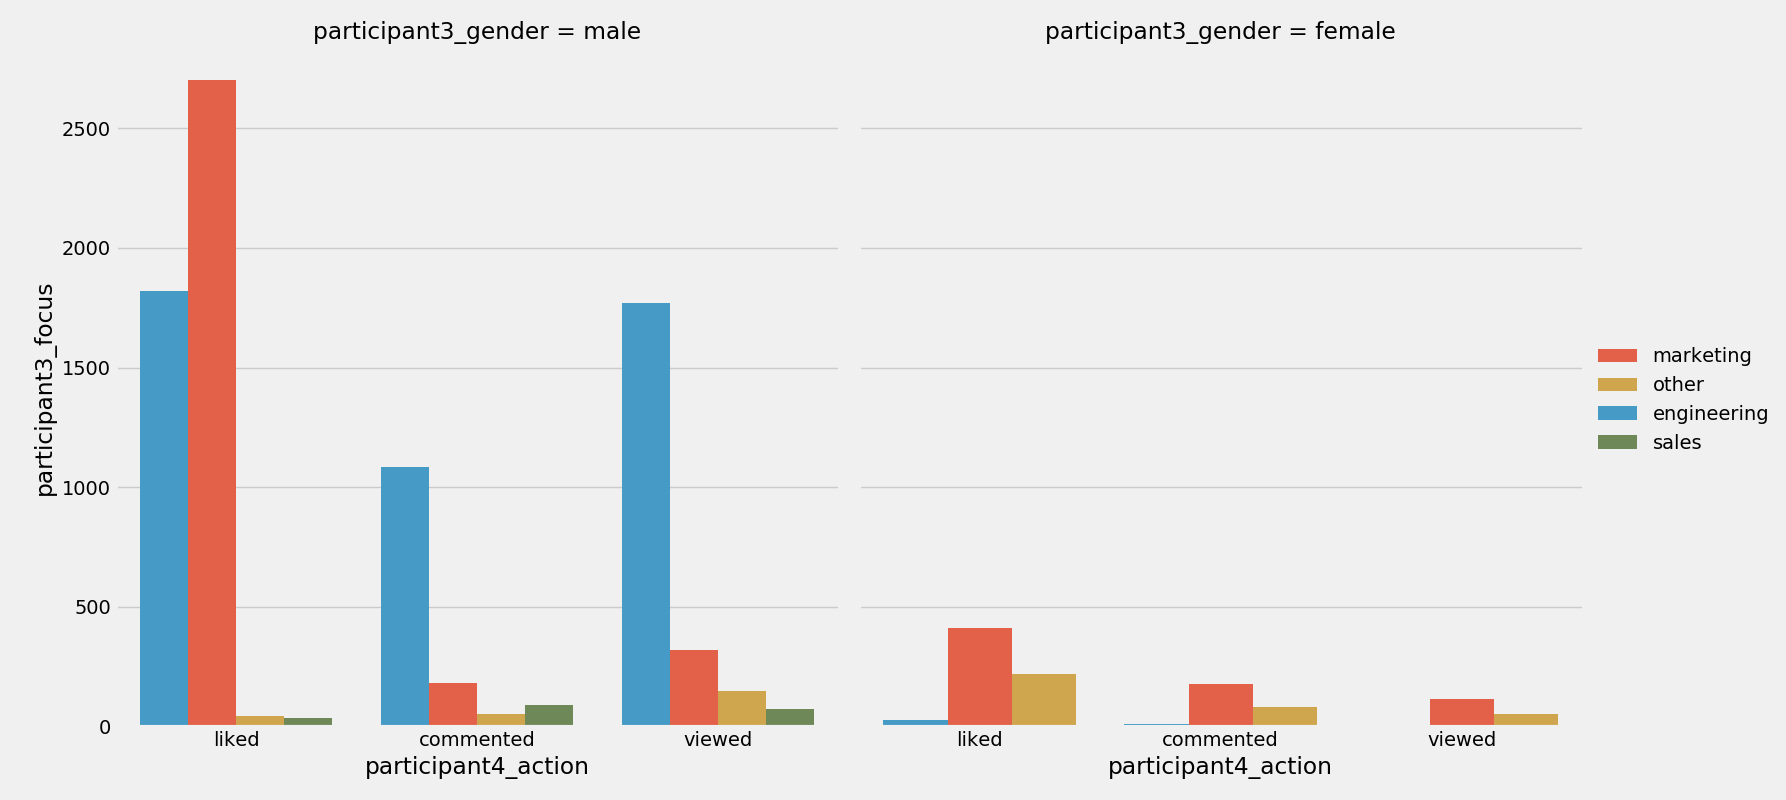 participant3_gender = male
participant3_gender = female
participant3_focus
2500
2000
1500
1000
500
0
liked
commented
viewed
participant4_action
liked
commented
viewed
participant4_action
marketing
other
engineering
sales